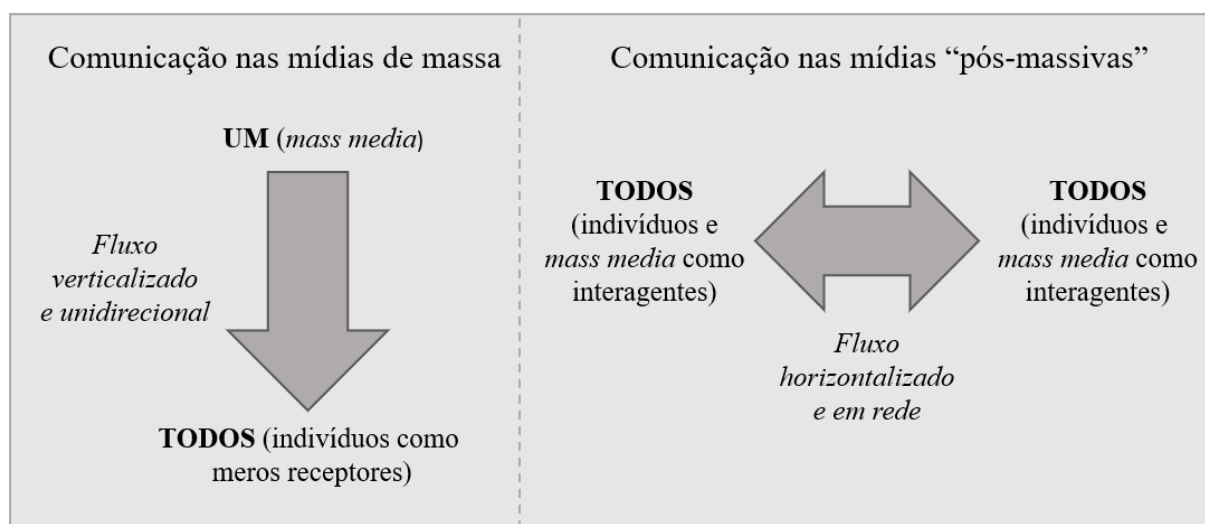 Comunicação nas mídias de massa
UM (mass media)
Fluxo
verticalizado
e unidirecional
TODOS (indivíduos como
meros receptores)
Comunicação nas mídias “pós-massivas”
TODOS
(indivíduos e
mass media como
interagentes)
TODOS
(indivíduos e
mass media como
interagentes)
Fluxo
horizontalizado
e em rede